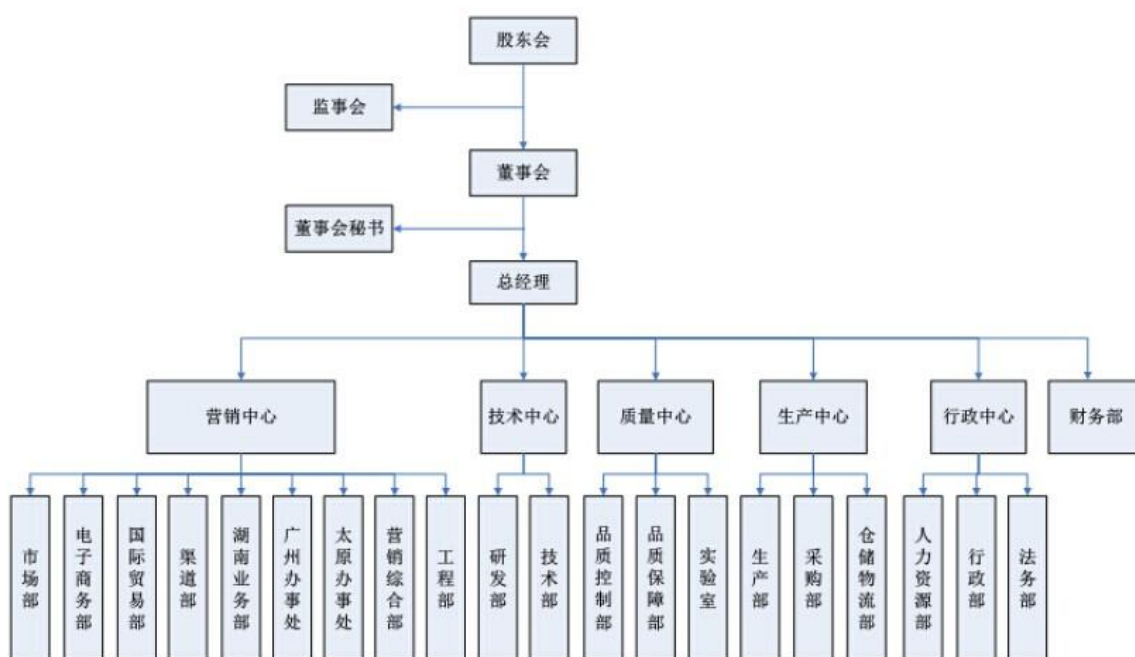 股东会
监事会
董事会
董事会秘书
总经理
营销中心
技术中心
质量中心
生产中心
行政中心
财务部
市场部
电子商务部
国际贸易部
渠道部
湖南业务部
广州办事处
太原办事处
营销综合部
工程部
研发部
技术部
品质控制部
品质保障部
实验室
生产部
采购部
仓储物流部
人力资源部
行政部
法务部